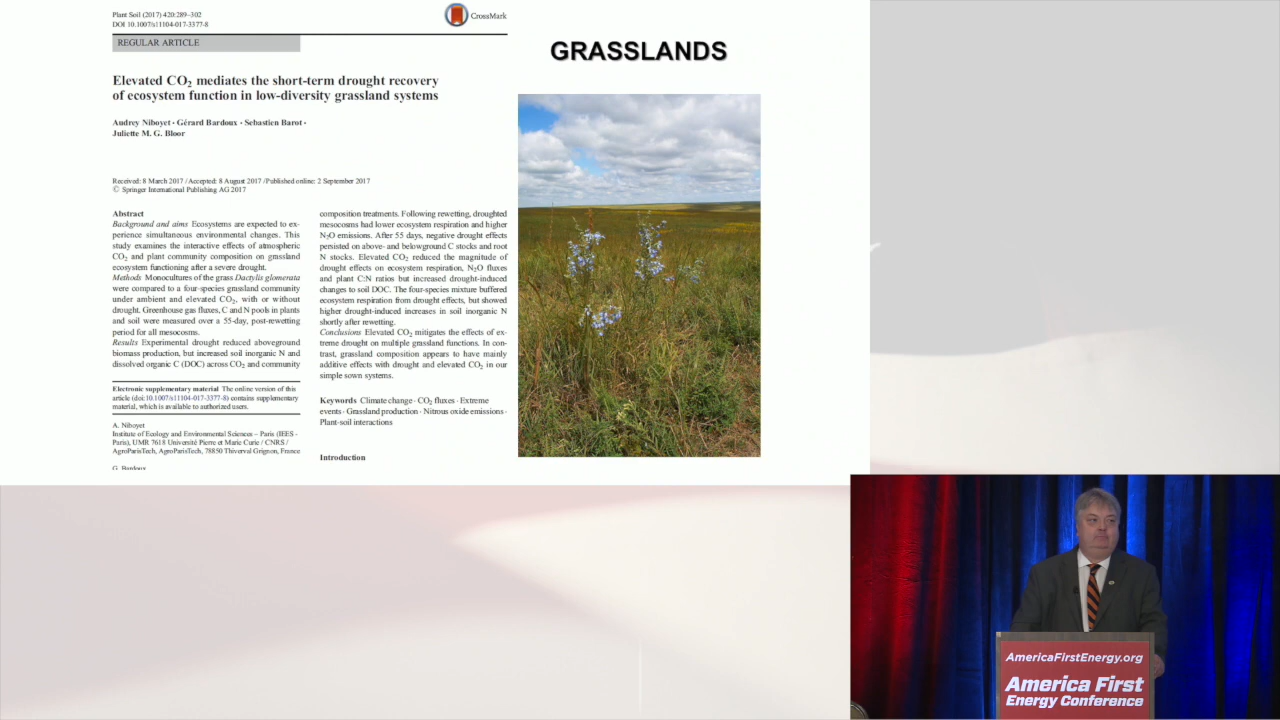 Plant Soil (2017) 420:289–302
DOI 10.1007/s11104-017-3377-8
CrossMark
REGULAR ARTICLE
Elevated CO2 mediates the short-term drought recovery
of ecosystem function in low-diversity grassland systems
Audrey Niboyet · Gérard Bardoux · Sebastien Barot ·
Juliette M. G. Bloor
Received: 8 March 2017 / Accepted: 8 August 2017 / Published online: 2 September 2017
© Springer International Publishing AG 2017
Abstract
Background and aims Ecosystems are expected to ex-
perience simultaneous environmental changes. This
study examines the interactive effects of atmospheric
CO2 and plant community composition on grassland
ecosystem functioning after a severe drought.
Methods Monocultures of the grass Dactylis glomerata
were compared to a four-species grassland community
under ambient and elevated CO2, with or without
drought. Greenhouse gas fluxes, C and N pools in plants
and soil were measured over a 55-day, post-rewetting
period for all mesocosms.
Results Experimental drought reduced aboveground
biomass production, but increased soil inorganic N and
dissolved organic C (DOC) across CO2 and community
Electronic supplementary material The online version of this
article (doi:10.1007/s11104-017-3377-8) contains supplementary
material, which is available to authorized users.
A. Niboyet
Institute of Ecology and Environmental Sciences – Paris (IEES -
Paris), UMR 7618 Université Pierre et Marie Curie / CNRS /
AgroParisTech, AgroParisTech, 78850 Thiverval Grignon, France
G. Bardoux
composition treatments. Following rewetting, droughted
mesocosms had lower ecosystem respiration and higher
N2O emissions. After 55 days, negative drought effects
persisted on above- and belowground C stocks and root
N stocks. Elevated CO2 reduced the magnitude of
drought effects on ecosystem respiration, N2O fluxes
and plant C:N ratios but increased drought-induced
changes to soil DOC. The four-species mixture buffered
ecosystem respiration from drought effects, but showed
higher drought-induced increases in soil inorganic N
shortly after rewetting.
Conclusions Elevated CO2 mitigates the effects of ex-
treme drought on multiple grassland functions. In con-
trast, grassland composition appears to have mainly
additive effects with drought and elevated CO2 in our
simple sown systems.
Keywords Climate change · CO2 fluxes · Extreme
events · Grassland production · Nitrous oxide emissions ·
Plant-soil interactions
Introduction
GRASSLANDS
AmericaFirstEnergy.org
America First
Energy Conference